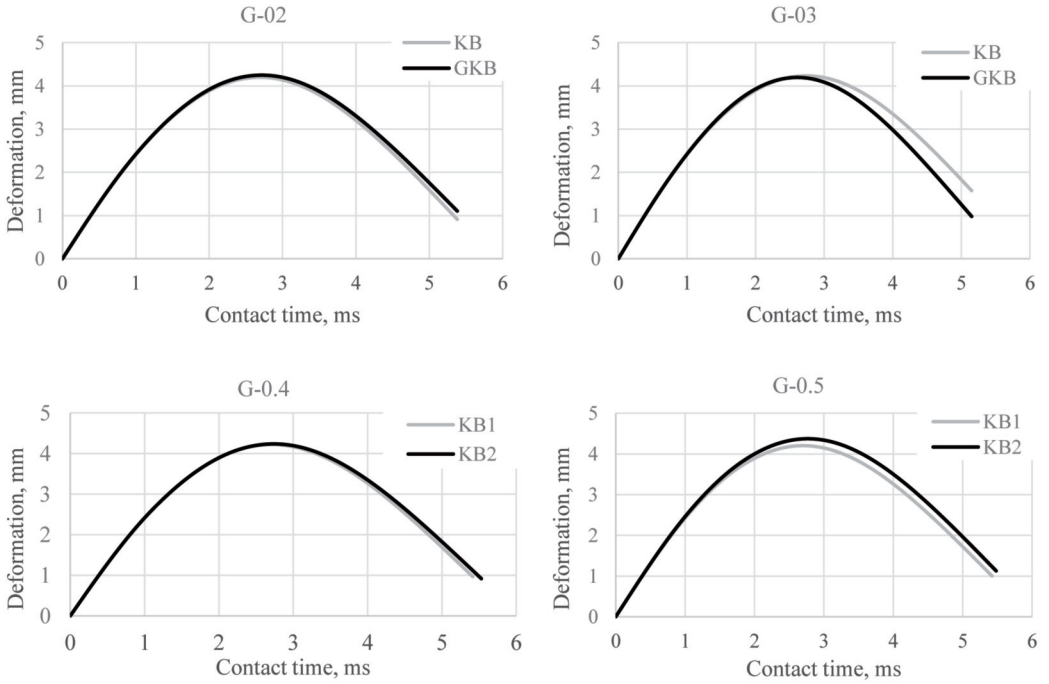 G-02
KB
GKB
Deformation, mm
5
4
3
2
1
0
0 1 2 3 4 5 6
Contact time, ms
G-03
KB
GKB
Deformation, mm
5
4
3
2
1
0
0 1 2 3 4 5 6
Contact time, ms
G-0.4
KB1
KB2
Deformation, mm
5
4
3
2
1
0
0 1 2 3 4 5 6
Contact time, ms
G-0.5
KB1
KB2
Deformation, mm
5
4
3
2
1
0
0 1 2 3 4 5 6
Contact time, ms